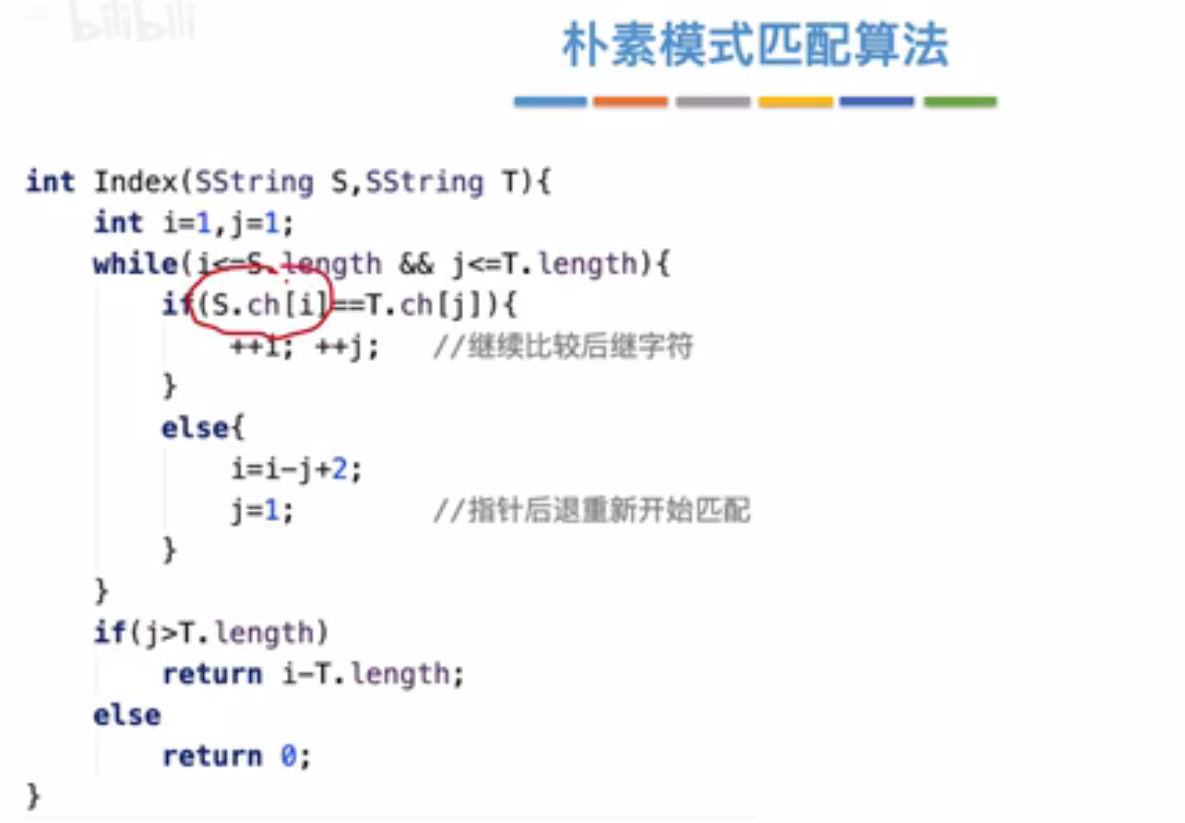 bilibili
朴素模式匹配算法
int Index(SString S,SString T){
int i=1,j=1;
while(i<=S.length && j<=T.length){
if(S.ch[i]==T.ch[j]){
++i; ++j; //继续比较后继字符
}
else{
i=i-j+2;
j=1; //指针后退重新开始匹配
}
}
if(j>T.length)
return i-T.length;
else
return 0;
}